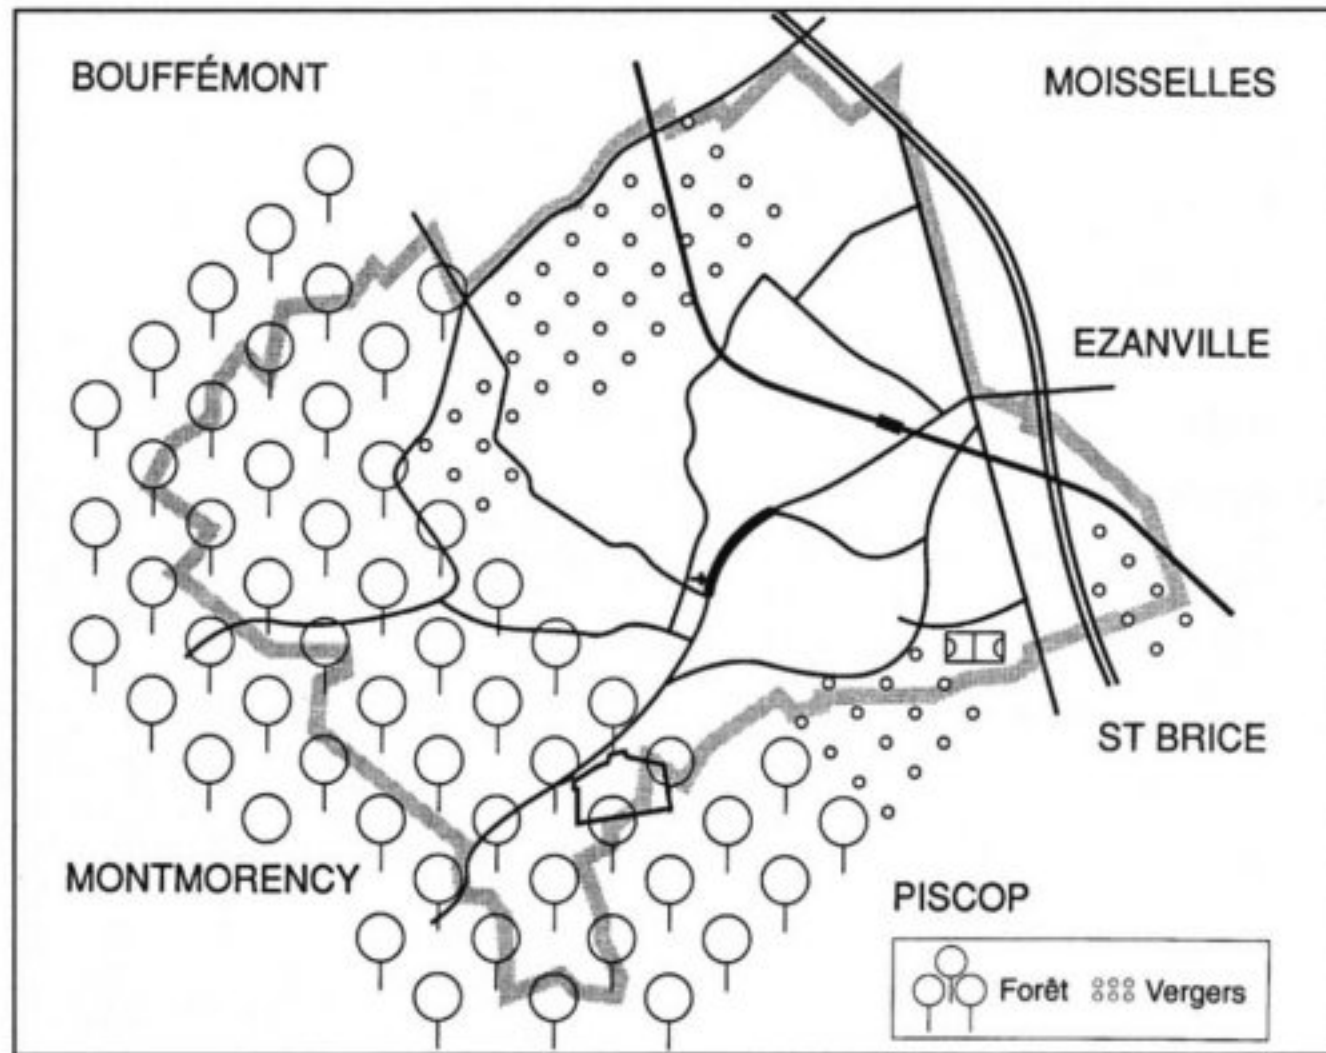 BOUFFÉMONT
MOISSELLES
EZANVILLE
ST BRICE
MONTMORENCY
PISCOP
Forêt
Vergers